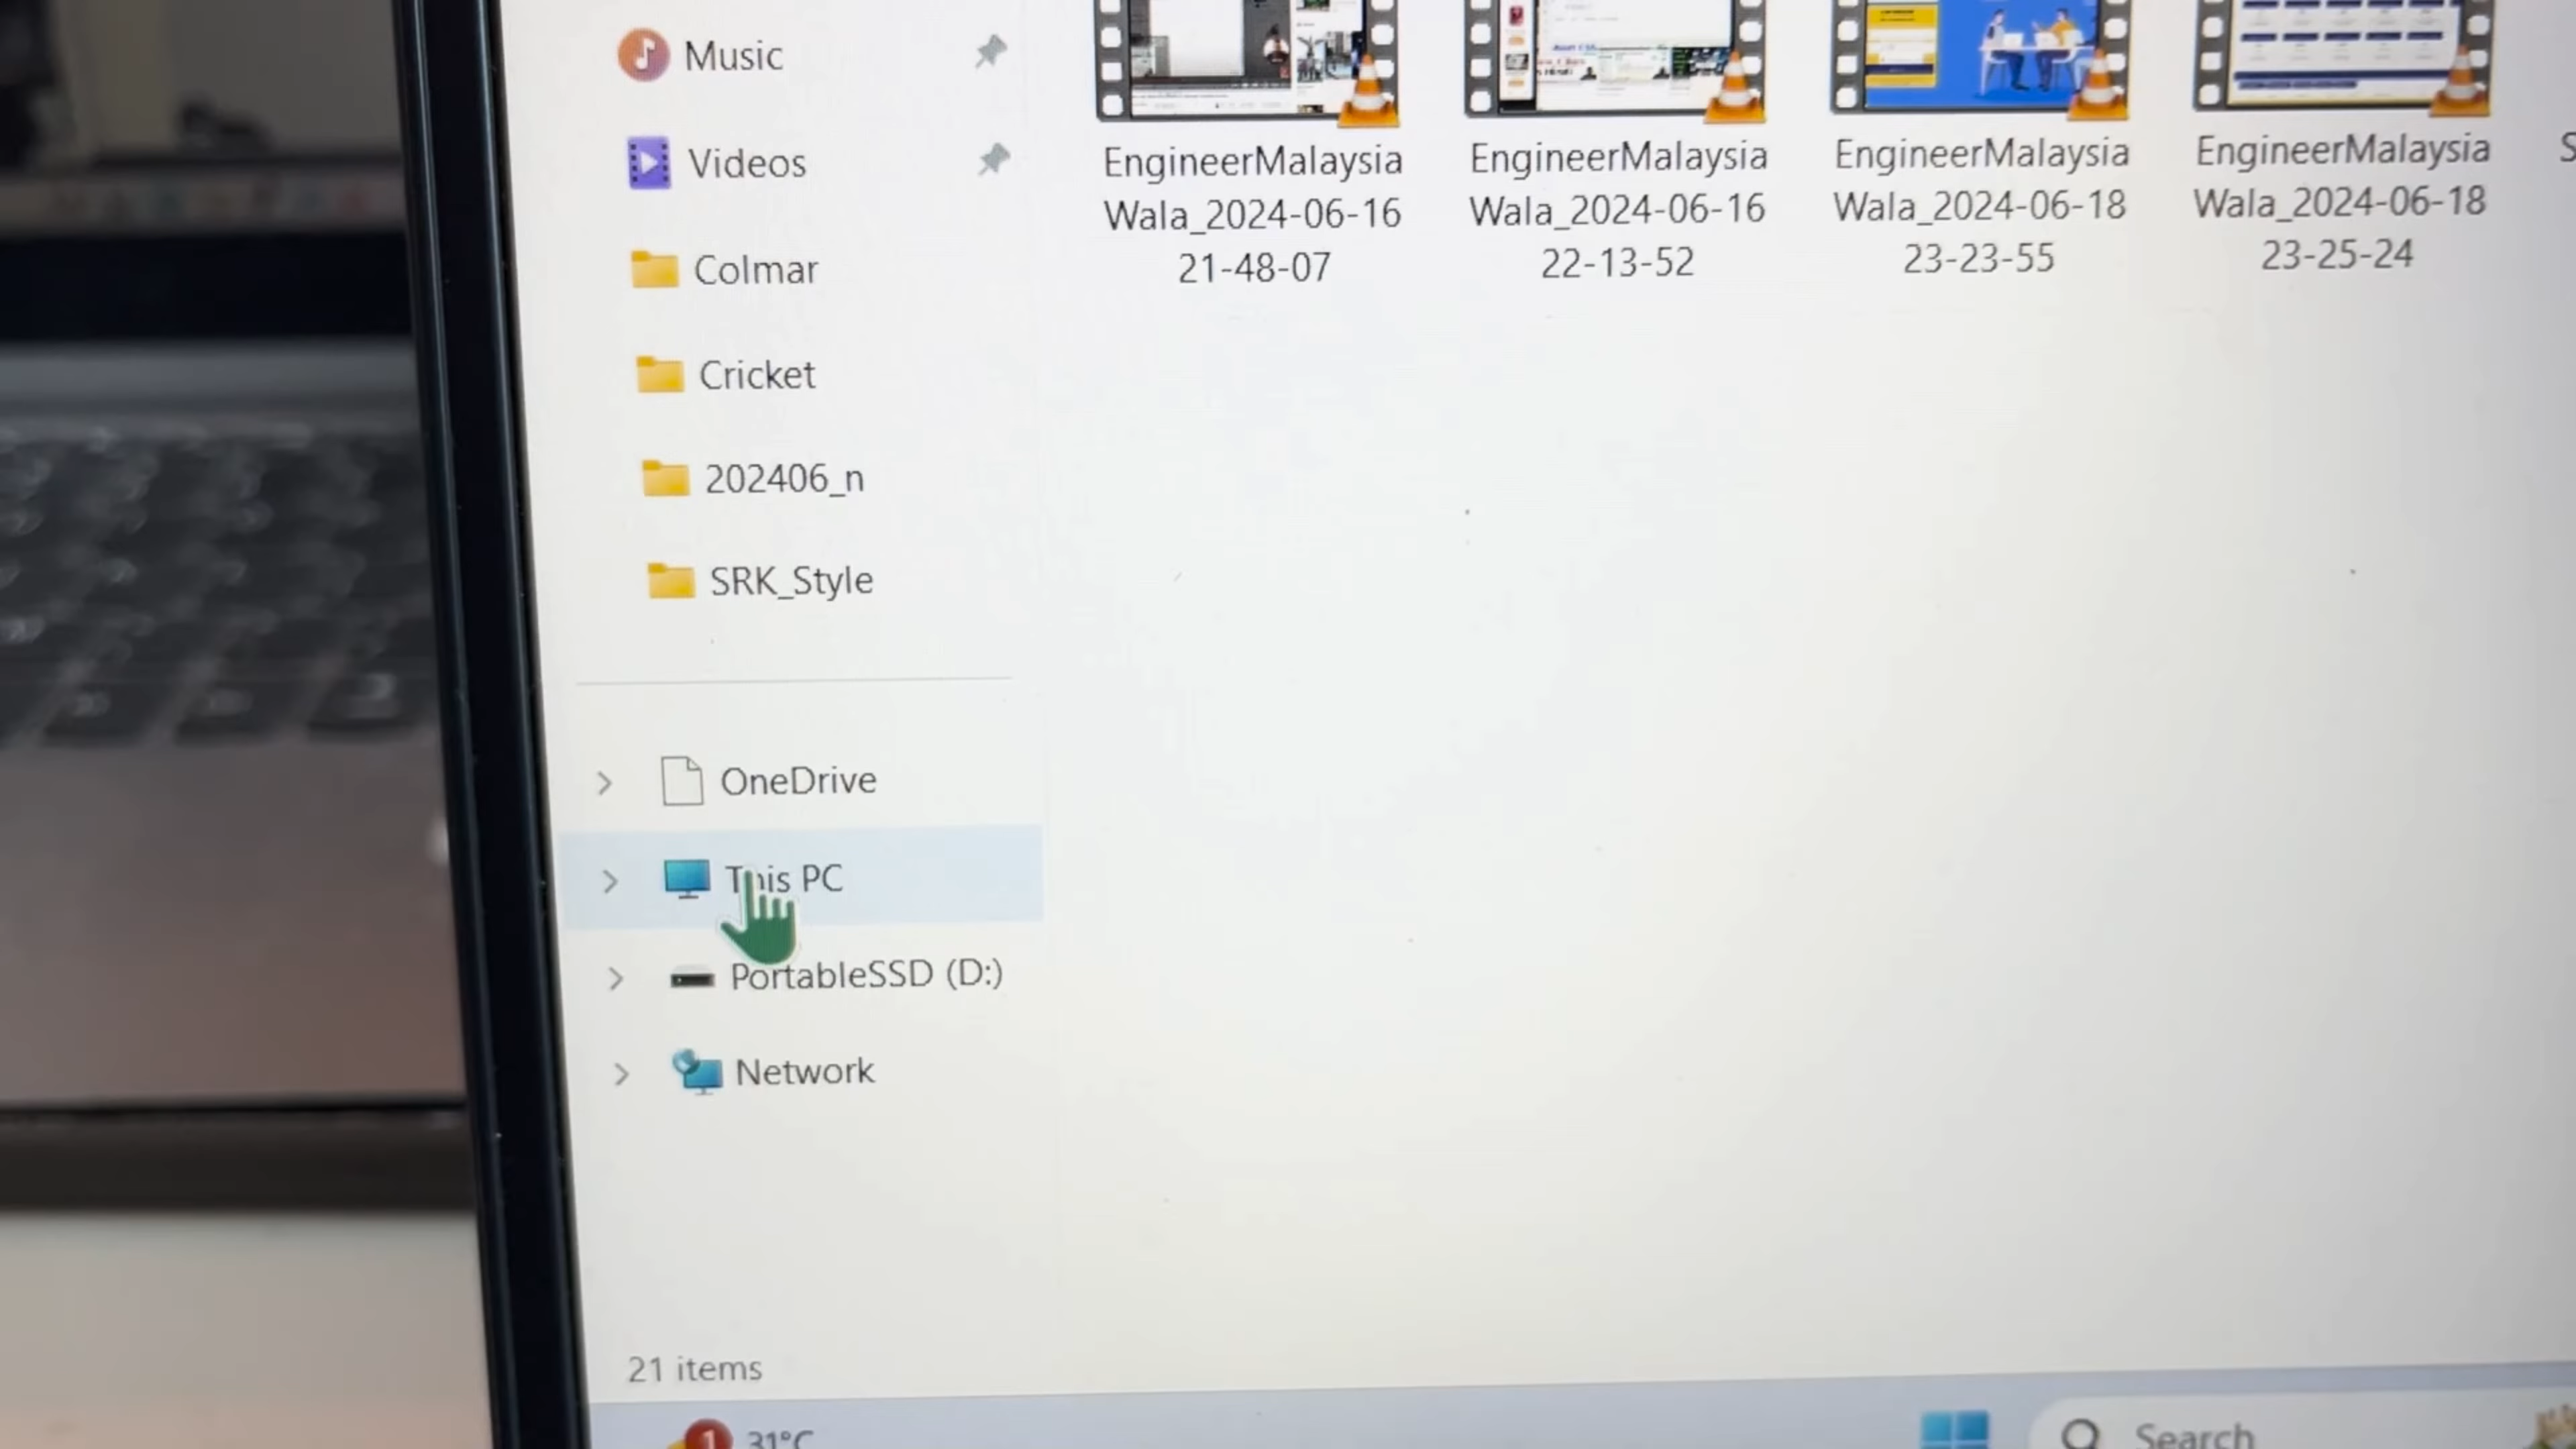 Music
Videos
Colmar
Cricket
202406_n
SRK_Style
OneDrive
This PC
PortableSSD (D:)
Network
21 items
EngineerMalaysia
Wala_2024-06-16
21-48-07
EngineerMalaysia
Wala_2024-06-16
22-13-52
EngineerMalaysia
Wala_2024-06-18
23-23-55
EngineerMalaysia
Wala_2024-06-18
23-25-24
S
1
31°C
Search